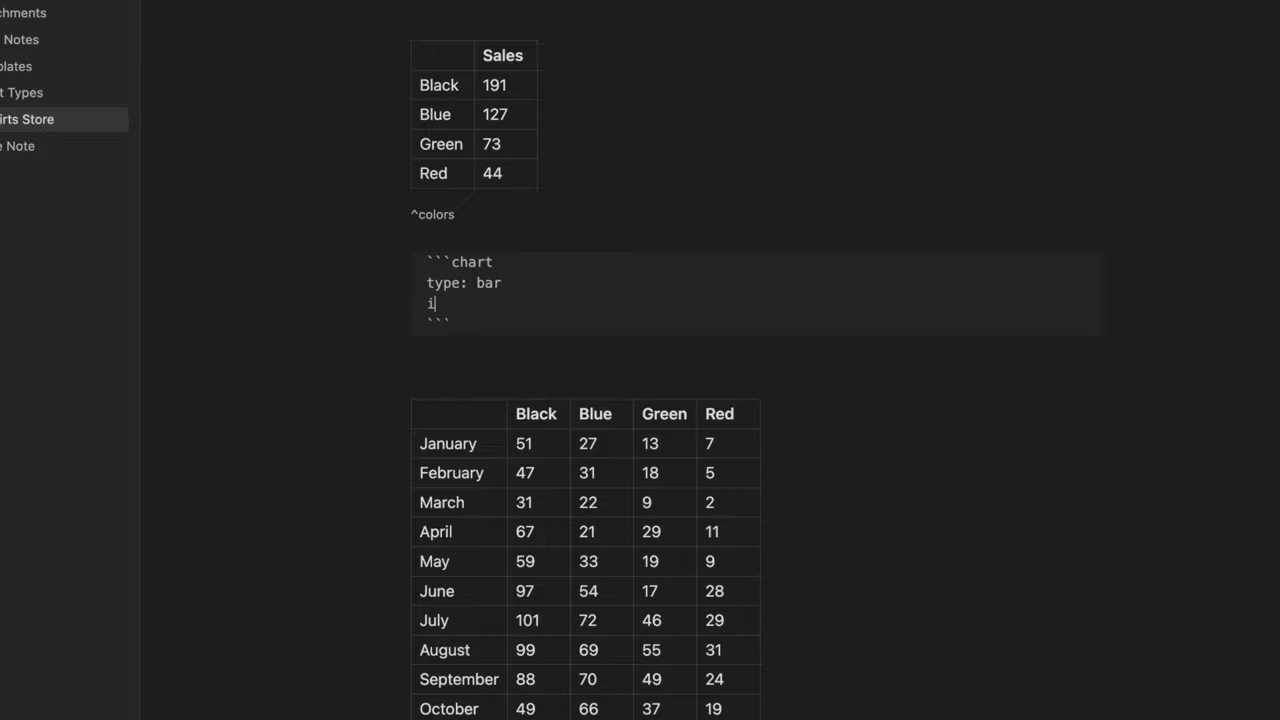 chments
Notes
plates
t Types
irts Store
e Note
Sales
Black 191
Blue 127
Green 73
Red 44
^colors
```chart
type: bar
i
```
Black Blue Green Red
January 51 27 13 7
February 47 31 18 5
March 31 22 9 2
April 67 21 29 11
May 59 33 19 9
June 97 54 17 28
July 101 72 46 29
August 99 69 55 31
September 88 70 49 24
October 49 66 37 19